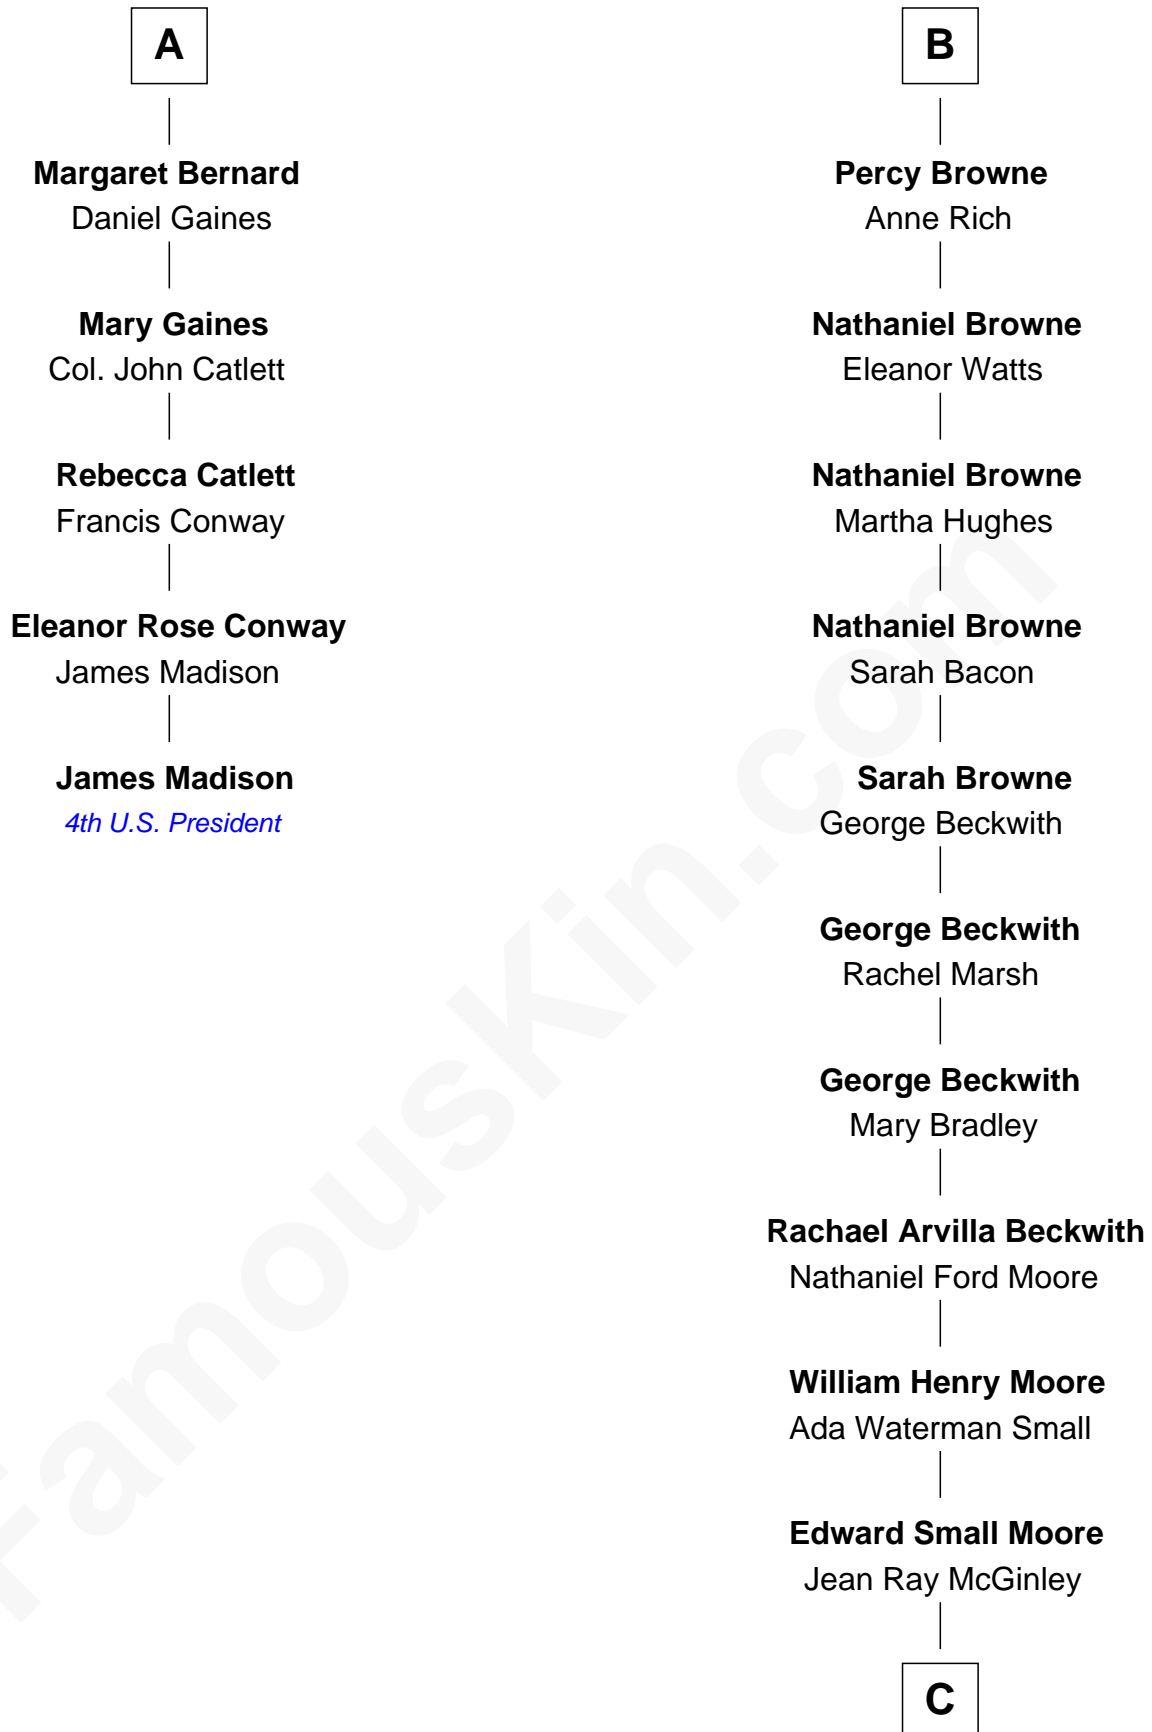 A
Margaret Bernard
Daniel Gaines
Mary Gaines
Col. John Catlett
Rebecca Catlett
Francis Conway
Eleanor Rose Conway
James Madison
James Madison
4th U.S. President
B
Percy Browne
Anne Rich
Nathaniel Browne
Eleanor Watts
Nathaniel Browne
Martha Hughes
Nathaniel Browne
Sarah Bacon
Sarah Browne
George Beckwith
George Beckwith
Rachel Marsh
George Beckwith
Mary Bradley
Rachael Arvilla Beckwith
Nathaniel Ford Moore
William Henry Moore
Ada Waterman Small
Edward Small Moore
Jean Ray McGinley
C
FamousKin.com